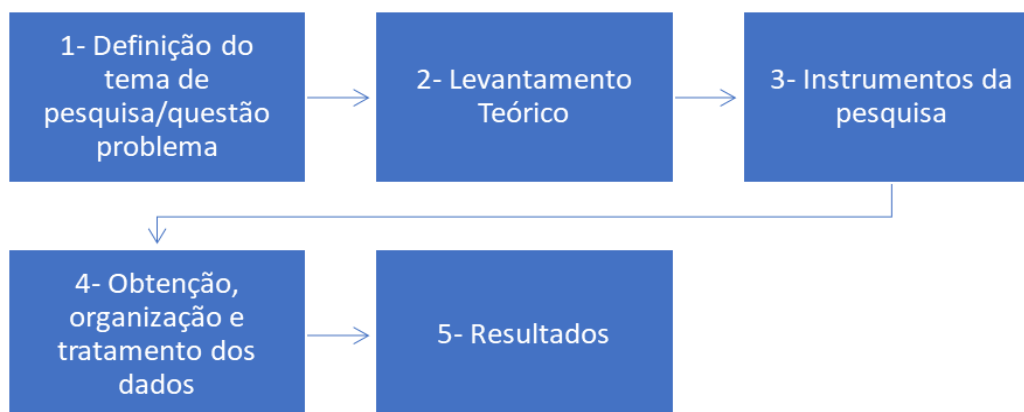 1- Definição do
tema de
pesquisa/questão
problema
2- Levantamento
Teórico
3- Instrumentos da
pesquisa
4- Obtenção,
organização e
tratamento dos
dados
5- Resultados